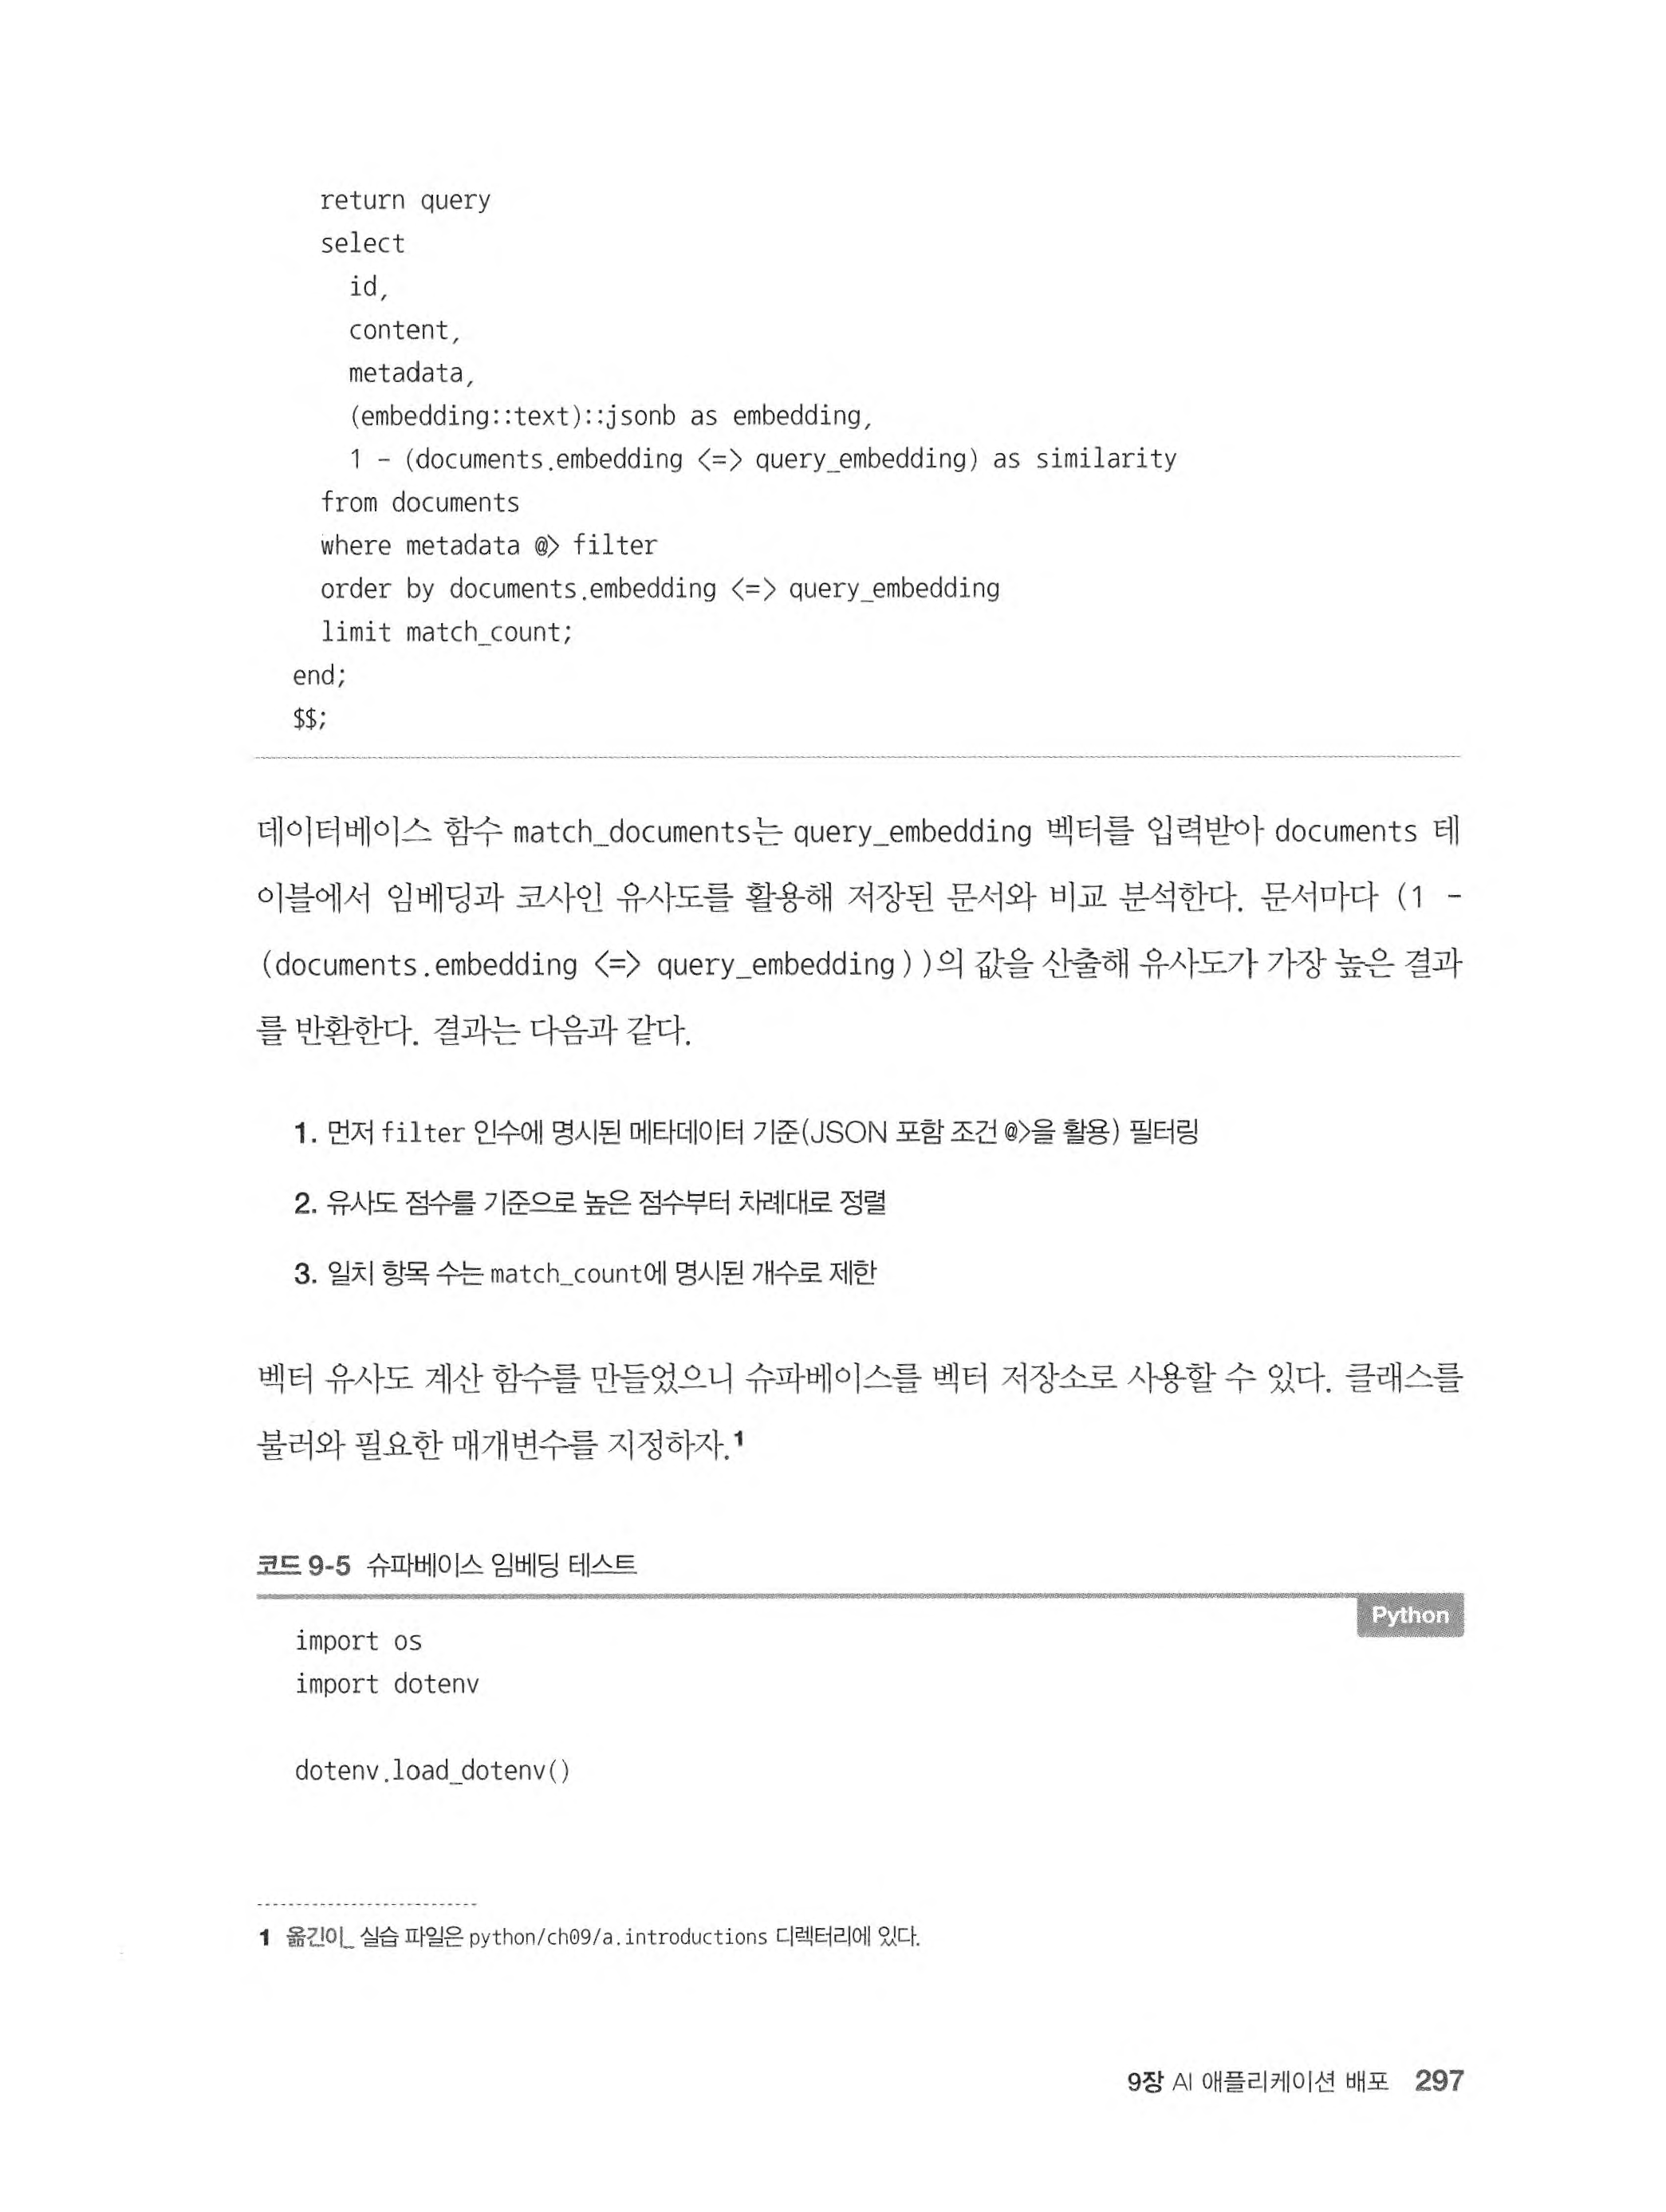 return query
select
id,
content,
metadata,
(embedding::text)::jsonb as embedding,
1 - (documents.embedding <=> query_embedding) as similarity
from documents
where metadata @> filter
order by documents.embedding <=> query_embedding
limit match_count;
end;
$$;
데이터베이스 함수 match_documents는 query_embedding 벡터를 입력받아 documents 테
이블에서 임베딩과 코사인 유사도를 활용해 저장된 문서와 비교 분석한다. 문서마다 (1 -
(documents.embedding <=> query_embedding))의 값을 산출해 유사도가 가장 높은 결과
를 반환한다. 결과는 다음과 같다.
1. 먼저 filter 인수에 명시된 메타데이터 기준(JSON 포함 조건 @>을 활용) 필터링
2. 유사도 점수를 기준으로 높은 점수부터 차례대로 정렬
3. 일치 항목 수는 match_count에 명시된 개수로 제한
벡터 유사도 계산 함수를 만들었으니 슈파베이스를 벡터 저장소로 사용할 수 있다. 클래스를
불러와 필요한 매개변수를 지정하자.1
코드 9-5 슈파베이스 임베딩 테스트
Python
import os
import dotenv
dotenv.load_dotenv()
1 옮긴이_ 실습 파일은 python/ch09/a.introductions 디렉터리에 있다.
9장 AI 애플리케이션 배포 297